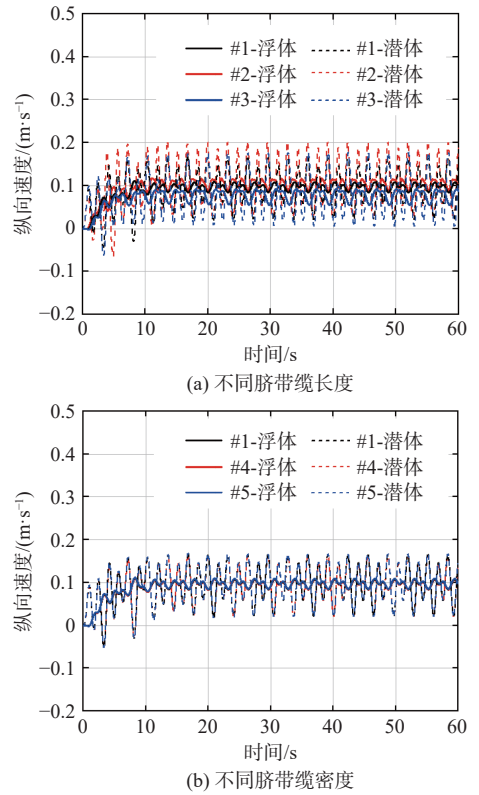 0.5
0.4
0.3
0.2
0.1
0
−0.1
−0.2
纵向速度/(m·s⁻¹)
#1-浮体 #1-潜体
#2-浮体 #2-潜体
#3-浮体 #3-潜体
0 10 20 30 40 50 60
时间/s
(a) 不同脐带缆长度
0.5
0.4
0.3
0.2
0.1
0
−0.1
−0.2
纵向速度/(m·s⁻¹)
#1-浮体 #1-潜体
#4-浮体 #4-潜体
#5-浮体 #5-潜体
0 10 20 30 40 50 60
时间/s
(b) 不同脐带缆密度